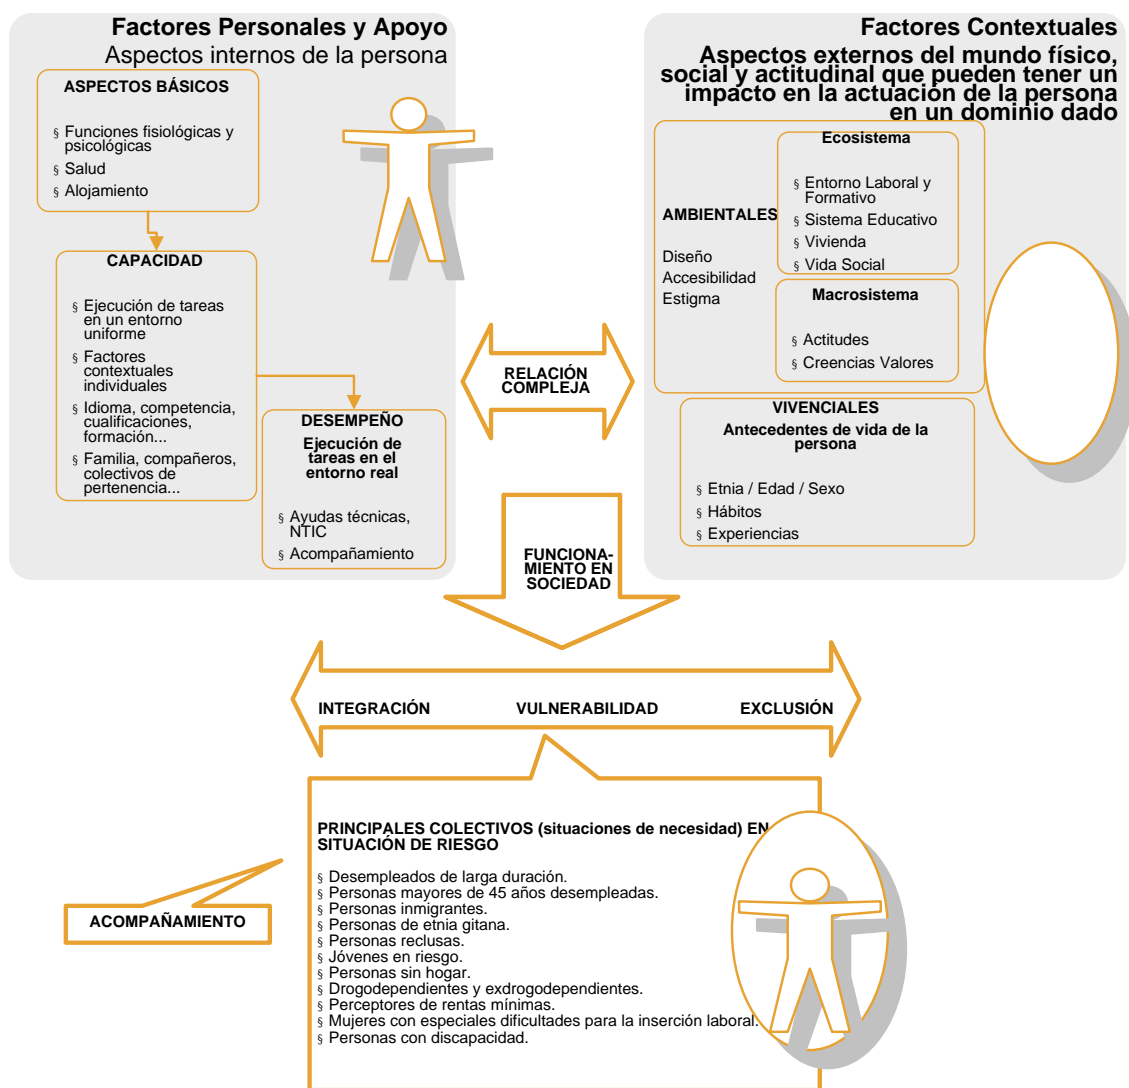 Factores Personales y Apoyo
Aspectos internos de la persona
ASPECTOS BÁSICOS
§ Funciones fisiológicas y
psicológicas
§ Salud
§ Alojamiento
CAPACIDAD
§ Ejecución de tareas
en un entorno
uniforme
§ Factores
contextuales
individuales
§ Idioma, competencia,
cualificaciones,
formación...
§ Familia, compañeros,
colectivos de
pertenencia...
DESEMPEÑO
Ejecución de
tareas en el
entorno real
§ Ayudas técnicas,
NTIC
§ Acompañamiento
RELACIÓN
COMPLEJA
Factores Contextuales
Aspectos externos del mundo físico,
social y actitudinal que pueden tener un
impacto en la actuación de la persona
en un dominio dado
AMBIENTALES
Diseño
Accesibilidad
Estigma
Ecosistema
§ Entorno Laboral y
Formativo
§ Sistema Educativo
§ Vivienda
§ Vida Social
Macrosistema
§ Actitudes
§ Creencias Valores
VIVENCIALES
Antecedentes de vida de la
persona
§ Etnia / Edad / Sexo
§ Hábitos
§ Experiencias
FUNCIONA-
MIENTO EN
SOCIEDAD
INTEGRACIÓN VULNERABILIDAD EXCLUSIÓN
PRINCIPALES COLECTIVOS (situaciones de necesidad) EN
SITUACIÓN DE RIESGO
§ Desempleados de larga duración.
§ Personas mayores de 45 años desempleadas.
§ Personas inmigrantes.
§ Personas de etnia gitana.
§ Personas reclusas.
§ Jóvenes en riesgo.
§ Personas sin hogar.
§ Drogodependientes y exdrogodependientes.
§ Perceptores de rentas mínimas.
§ Mujeres con especiales dificultades para la inserción laboral.
§ Personas con discapacidad.
ACOMPAÑAMIENTO